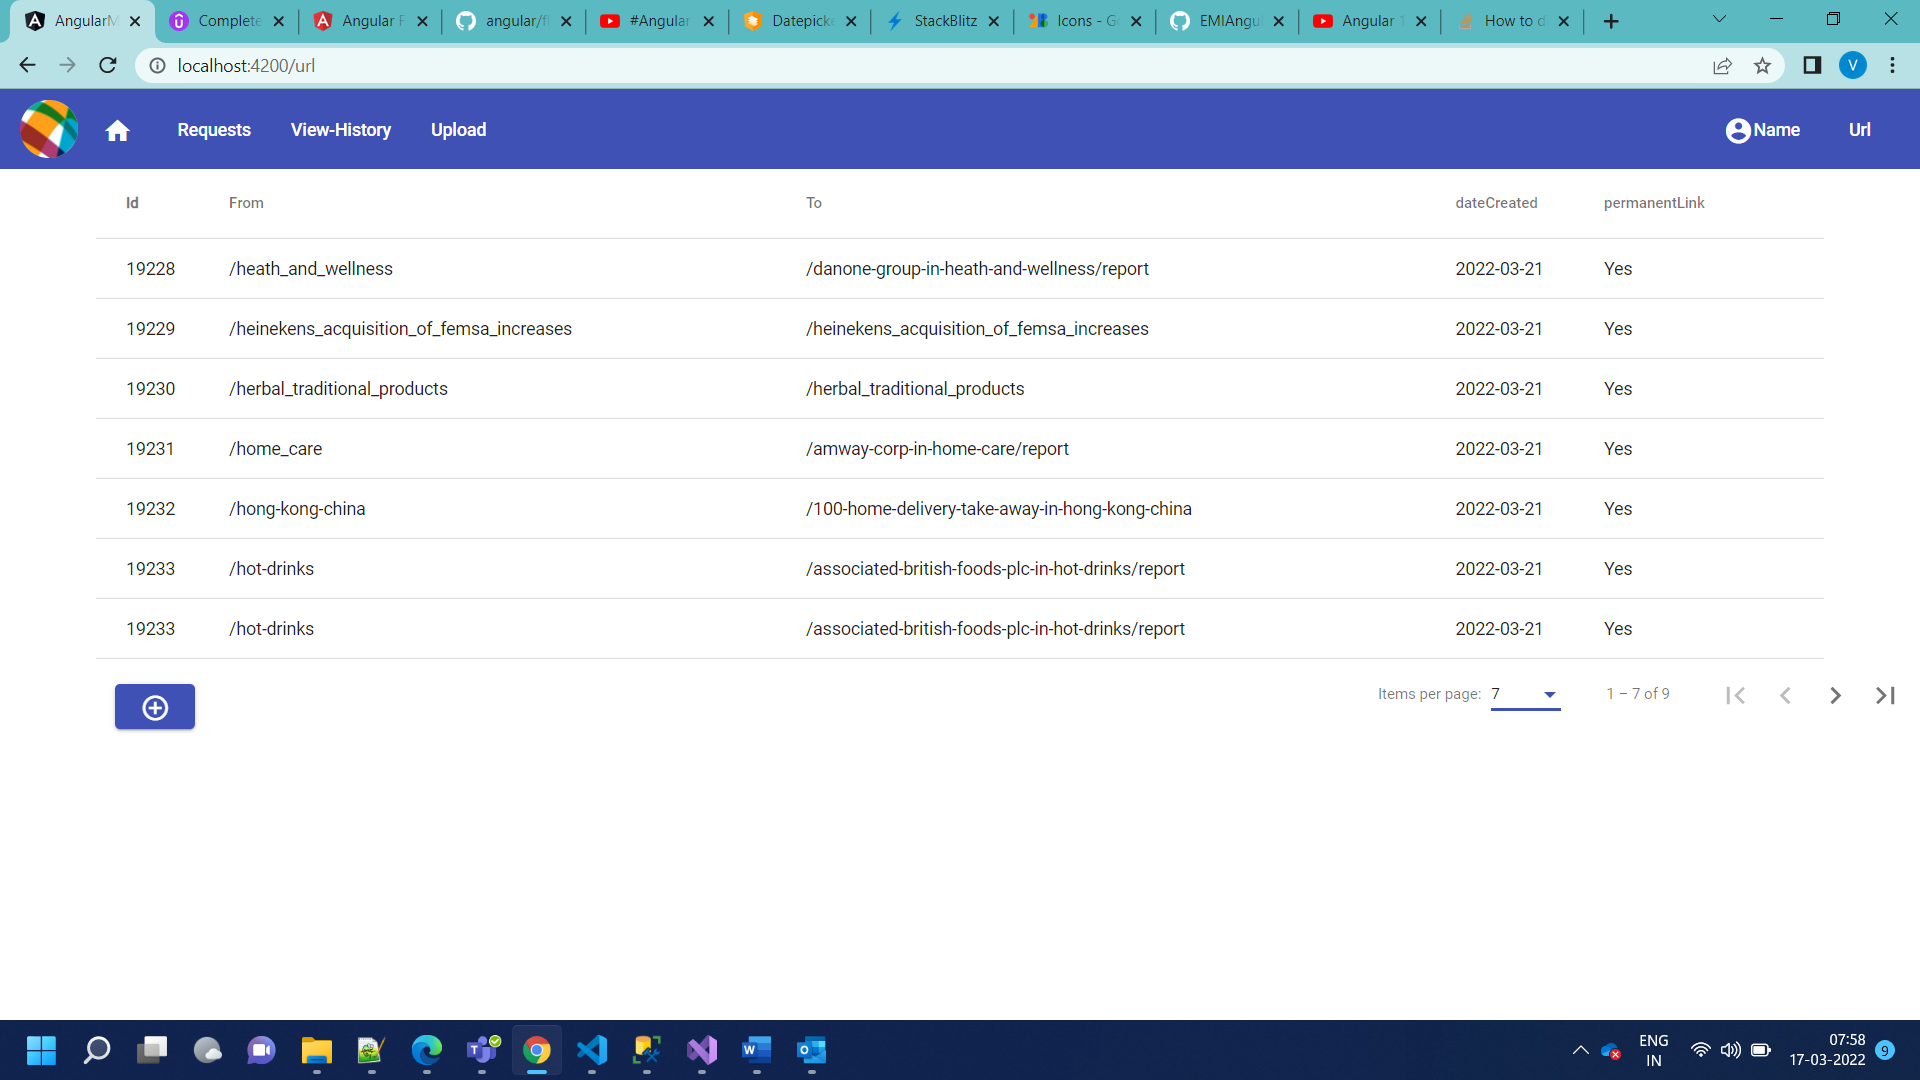 AngularM Complete Angular F angular/fl #Angular Datepicke StackBlitz Icons - Go EMIAngu Angular 1 How to d
localhost:4200/url V
Requests View-History Upload Name Url
Id From To dateCreated permanentLink
19228 /heath_and_wellness /danone-group-in-heath-and-wellness/report 2022-03-21 Yes
19229 /heinekens_acquisition_of_femsa_increases /heinekens_acquisition_of_femsa_increases 2022-03-21 Yes
19230 /herbal_traditional_products /herbal_traditional_products 2022-03-21 Yes
19231 /home_care /amway-corp-in-home-care/report 2022-03-21 Yes
19232 /hong-kong-china /100-home-delivery-take-away-in-hong-kong-china 2022-03-21 Yes
19233 /hot-drinks /associated-british-foods-plc-in-hot-drinks/report 2022-03-21 Yes
19233 /hot-drinks /associated-british-foods-plc-in-hot-drinks/report 2022-03-21 Yes
Items per page: 7 1 – 7 of 9
ENG 07:58
IN 17-03-2022 9